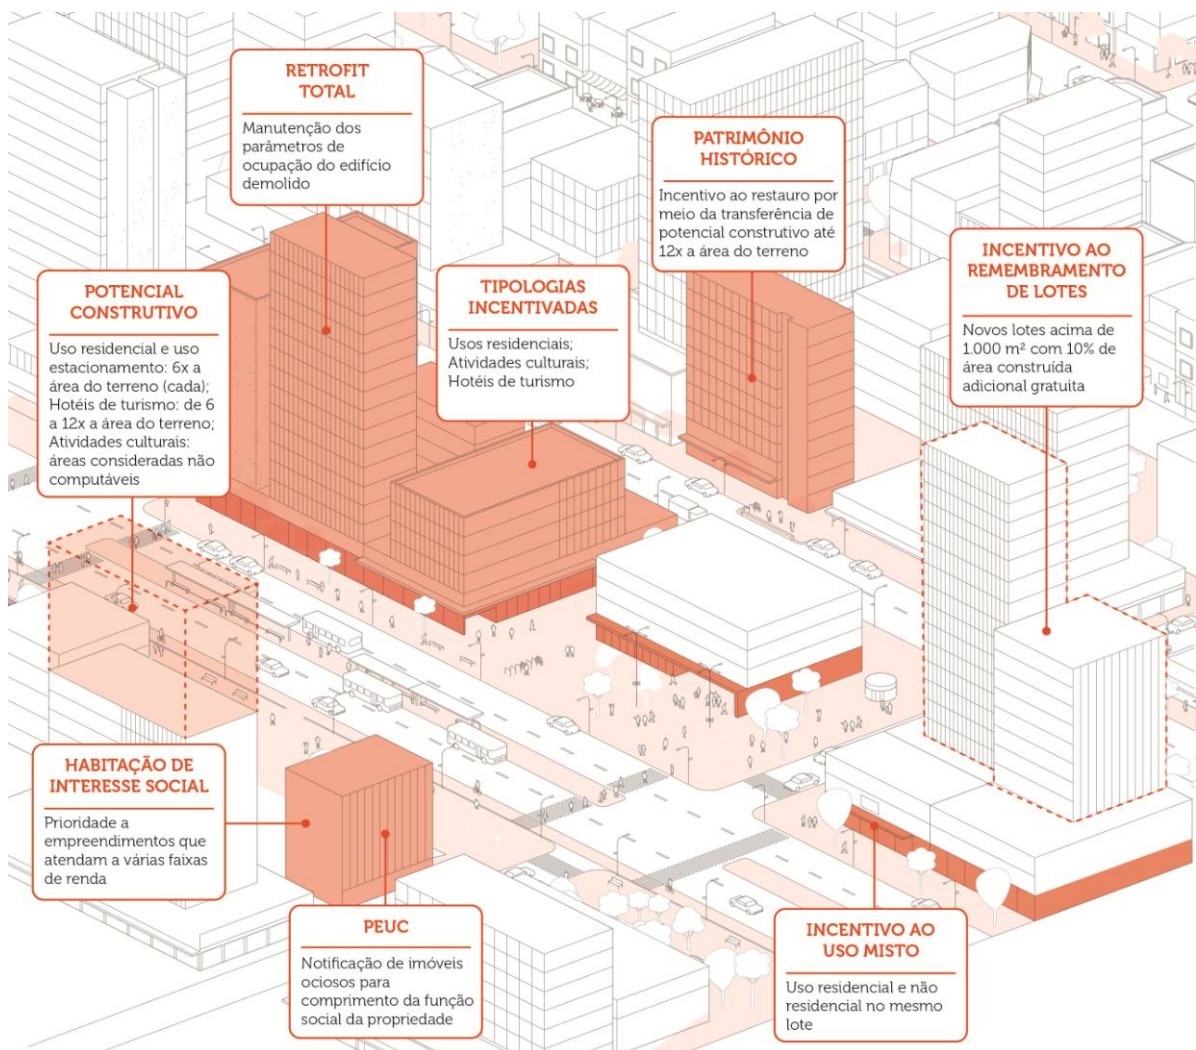 RETROFIT
TOTAL
Manutenção dos
parâmetros de
ocupação do edifício
demolido
PATRIMÔNIO
HISTÓRICO
Incentivo ao restauro por
meio da transferência de
potencial construtivo até
12x a área do terreno
INCENTIVO AO
REMEMBRAMENTO
DE LOTES
Novos lotes acima de
1.000 m² com 10% de
área construída
adicional gratuita
TIPOLOGIAS
INCENTIVADAS
Usos residenciais;
Atividades culturais;
Hotéis de turismo
POTENCIAL
CONSTRUTIVO
Uso residencial e uso
estacionamento: 6x a
área do terreno (cada);
Hotéis de turismo: de 6
a 12x a área do terreno;
Atividades culturais:
áreas consideradas não
computáveis
HABITAÇÃO DE
INTERESSE SOCIAL
Prioridade a
empreendimentos que
atendam a várias faixas
de renda
PEUC
Notificação de imóveis
ociosos para
comprimento da função
social da propriedade
INCENTIVO AO
USO MISTO
Uso residencial e não
residencial no mesmo
lote